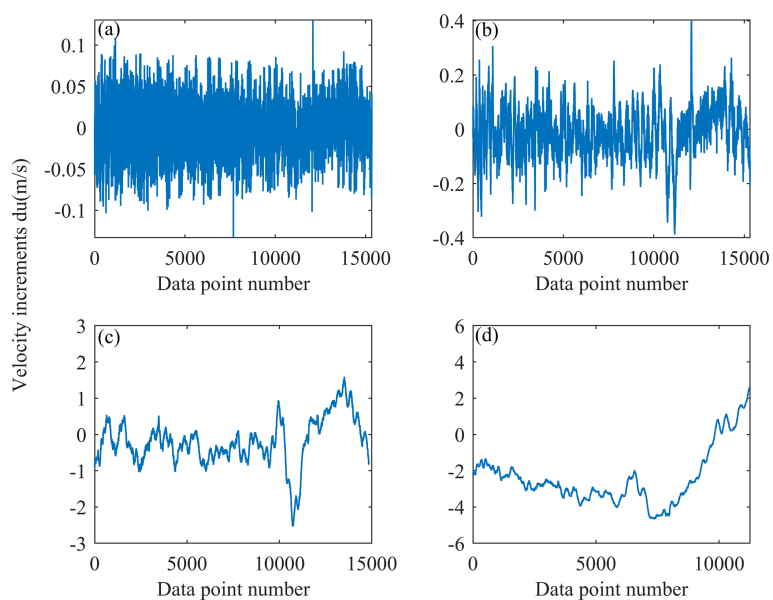 Velocity increments du(m/s)
(a)
0.1
0.05
0
-0.05
-0.1
0 5000 10000 15000
Data point number
(b)
0.4
0.2
0
-0.2
-0.4
0 5000 10000 15000
Data point number
(c)
3
2
1
0
-1
-2
-3
0 5000 10000 15000
Data point number
(d)
6
4
2
0
-2
-4
-6
0 5000 10000
Data point number